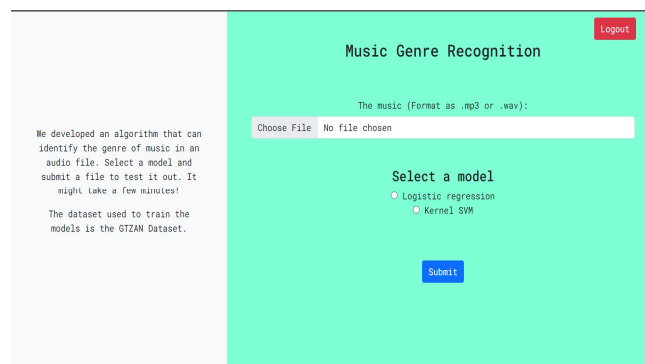 Logout
Music Genre Recognition
The music (Format as .mp3 or .wav):
Choose File No file chosen
We developed an algorithm that can
identify the genre of music in an
audio file. Select a model and
submit a file to test it out. It
might take a few minutes!
The dataset used to train the
models is the GTZAN Dataset.
Select a model
Logistic regression
Kernel SVM
Submit